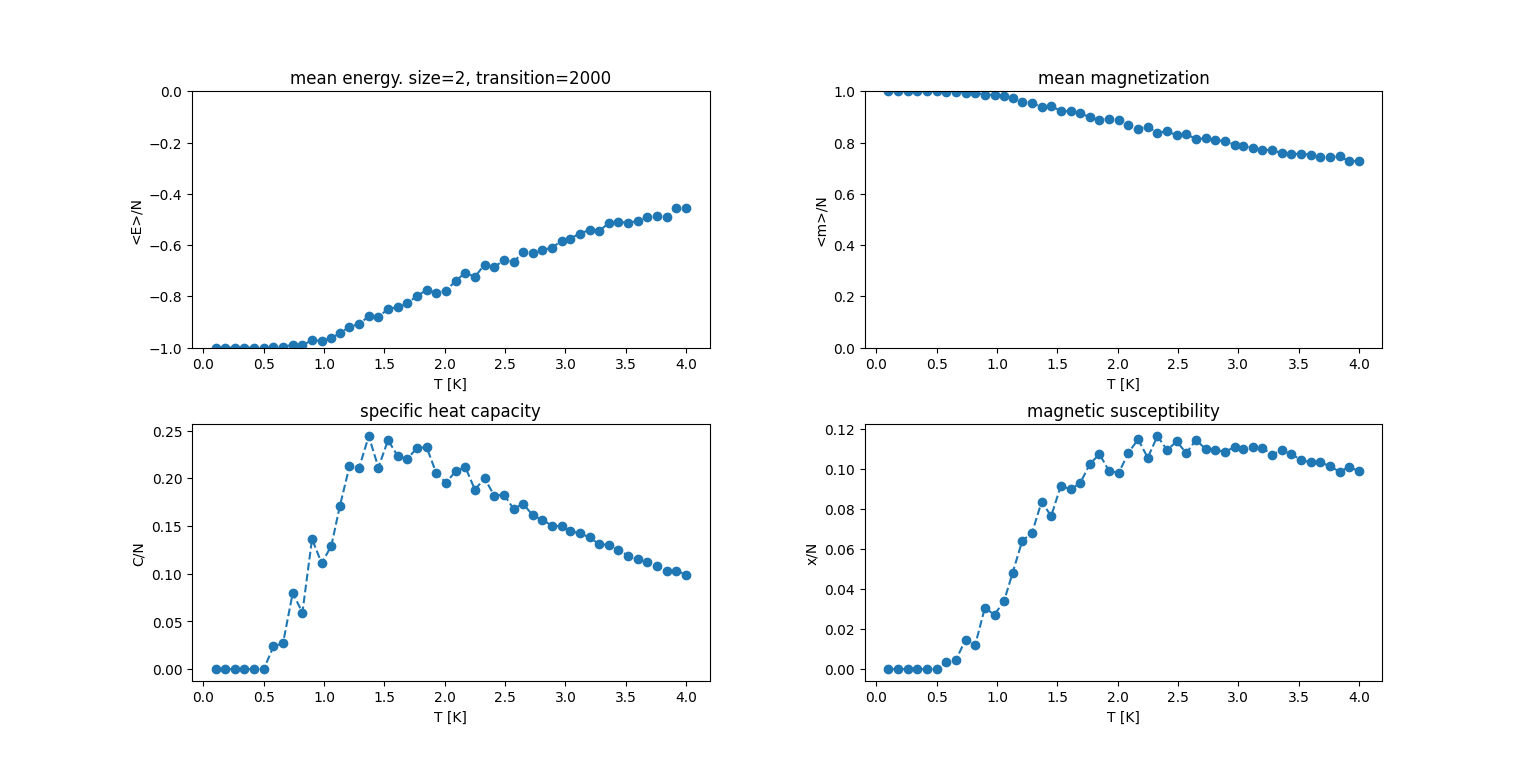 mean energy. size=2, transition=2000
<E>/N
0.0
−0.2
−0.4
−0.6
−0.8
−1.0
0.0 0.5 1.0 1.5 2.0 2.5 3.0 3.5 4.0
T [K]
mean magnetization
<m>/N
1.0
0.8
0.6
0.4
0.2
0.0
0.0 0.5 1.0 1.5 2.0 2.5 3.0 3.5 4.0
T [K]
specific heat capacity
C/N
0.25
0.20
0.15
0.10
0.05
0.00
0.0 0.5 1.0 1.5 2.0 2.5 3.0 3.5 4.0
T [K]
magnetic susceptibility
x/N
0.12
0.10
0.08
0.06
0.04
0.02
0.00
0.0 0.5 1.0 1.5 2.0 2.5 3.0 3.5 4.0
T [K]